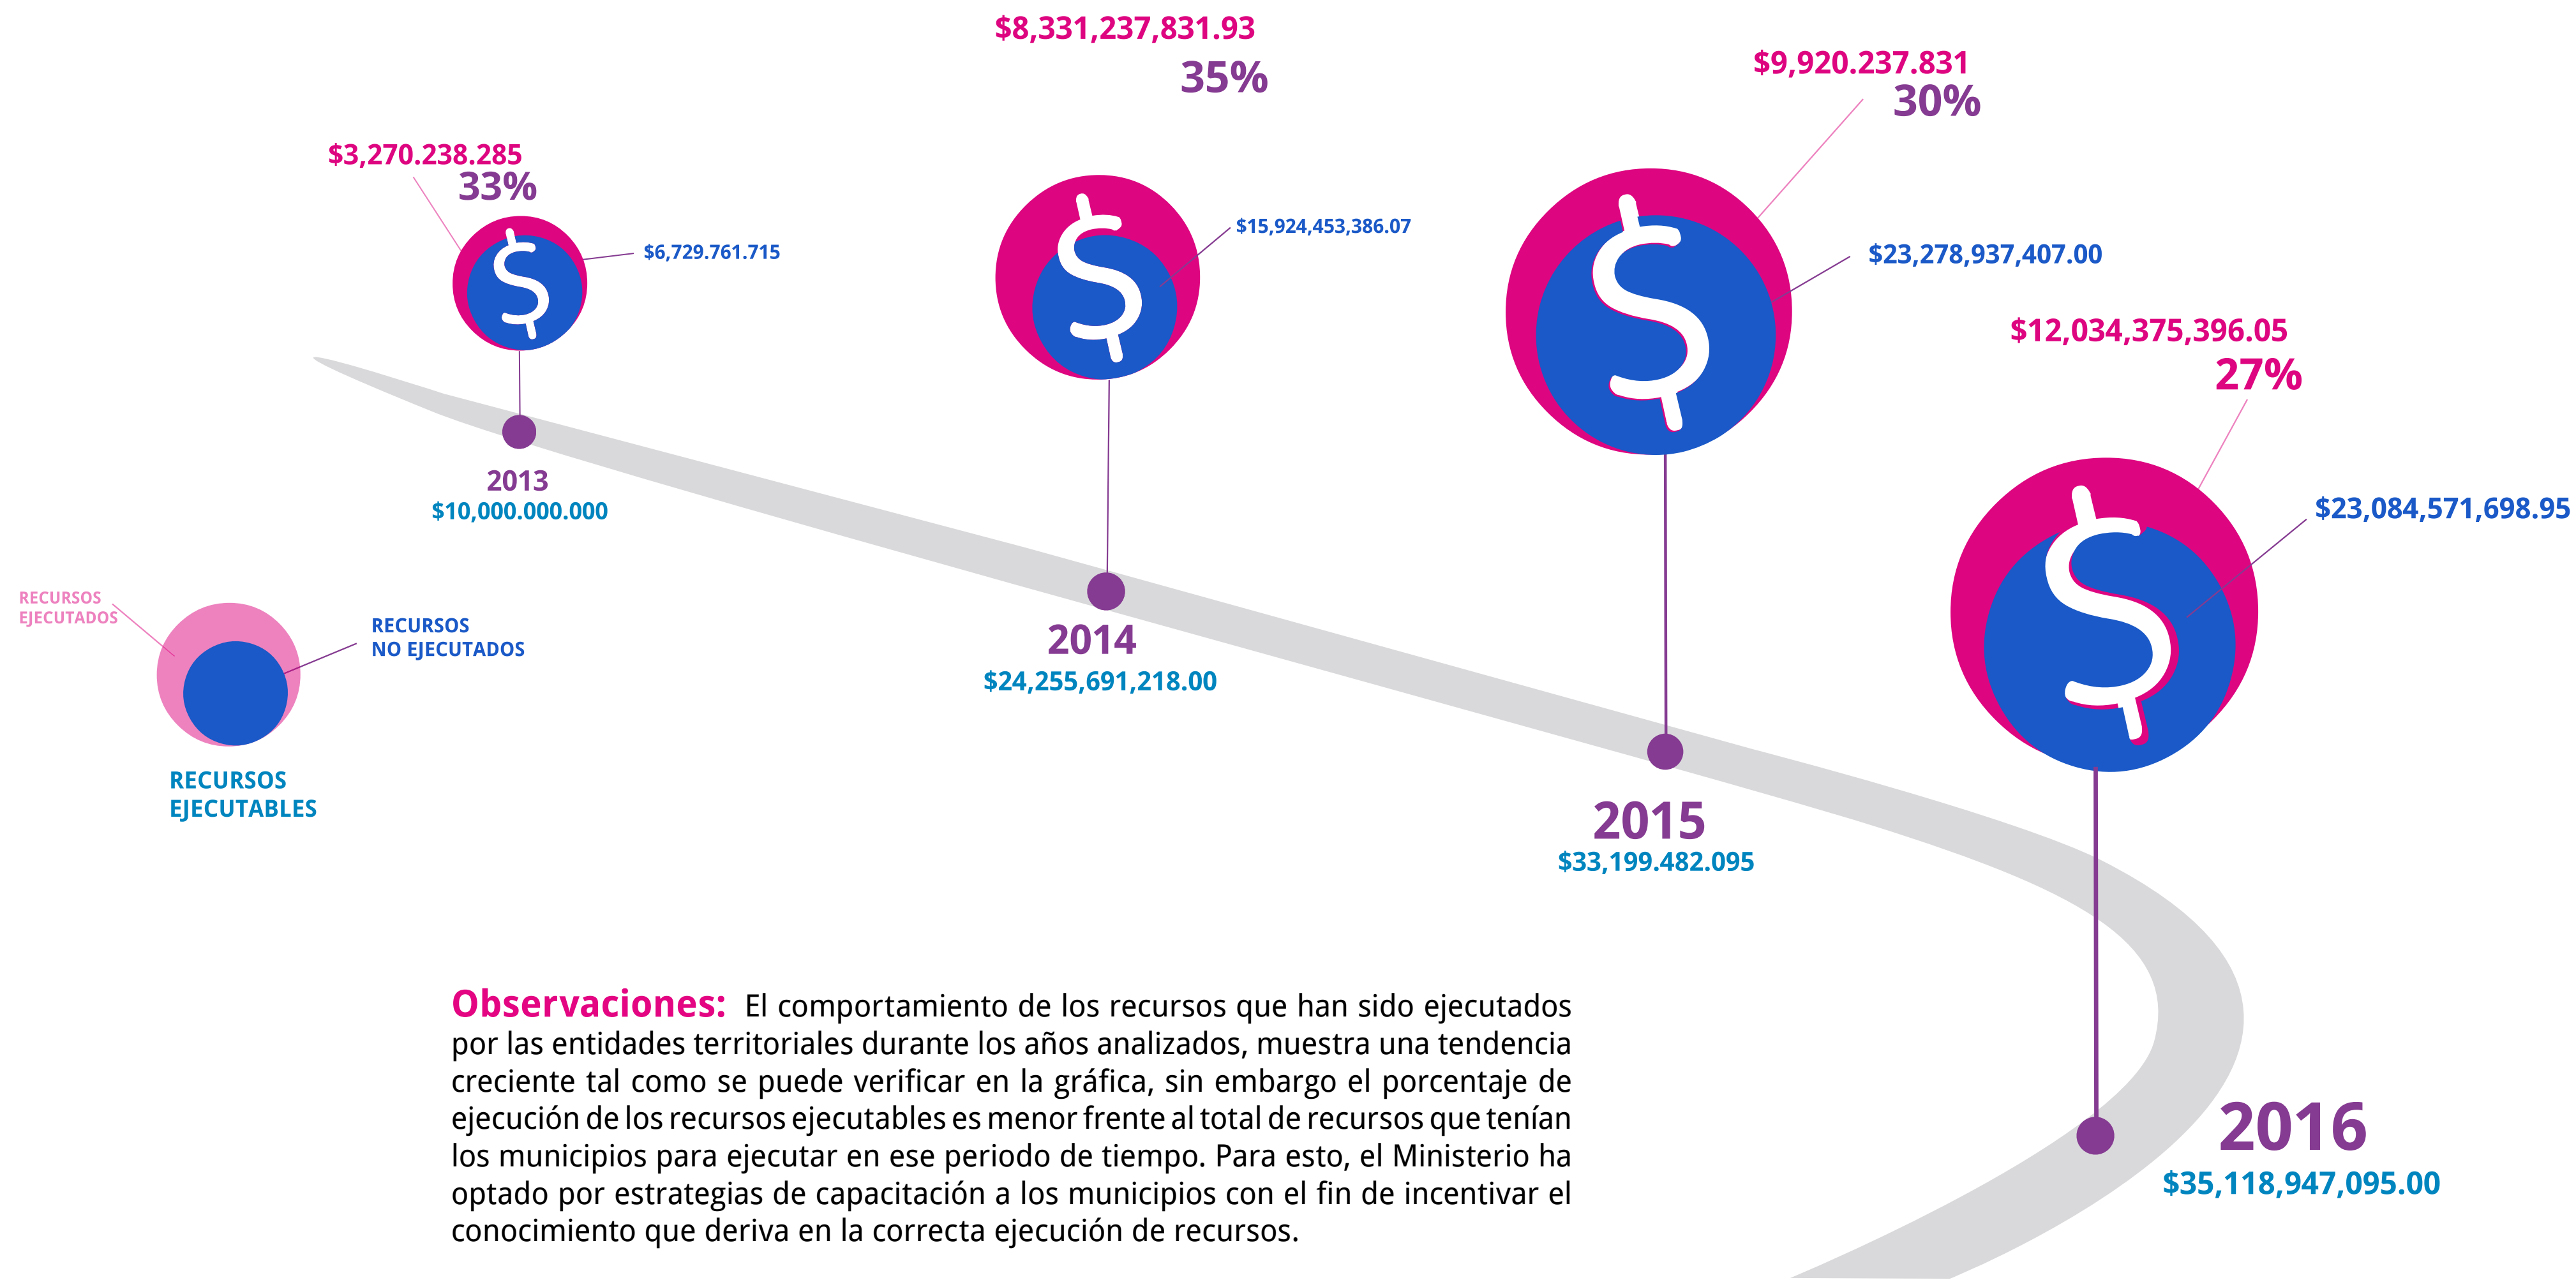 $8,331,237,831.93
35%
$9,920.237.831
30%
$3,270.238.285
33%
$6,729.761.715
$15,924,453,386.07
$23,278,937,407.00
$12,034,375,396.05
27%
$23,084,571,698.95
2013
$10,000.000.000
2014
$24,255,691,218.00
2015
$33,199.482.095
2016
$35,118,947,095.00
RECURSOS
EJECUTADOS
RECURSOS
NO EJECUTADOS
RECURSOS
EJECUTABLES
Observaciones: El comportamiento de los recursos que han sido ejecutados
por las entidades territoriales durante los años analizados, muestra una tendencia
creciente tal como se puede verificar en la gráfica, sin embargo el porcentaje de
ejecución de los recursos ejecutables es menor frente al total de recursos que tenían
los municipios para ejecutar en ese periodo de tiempo. Para esto, el Ministerio ha
optado por estrategias de capacitación a los municipios con el fin de incentivar el
conocimiento que deriva en la correcta ejecución de recursos.